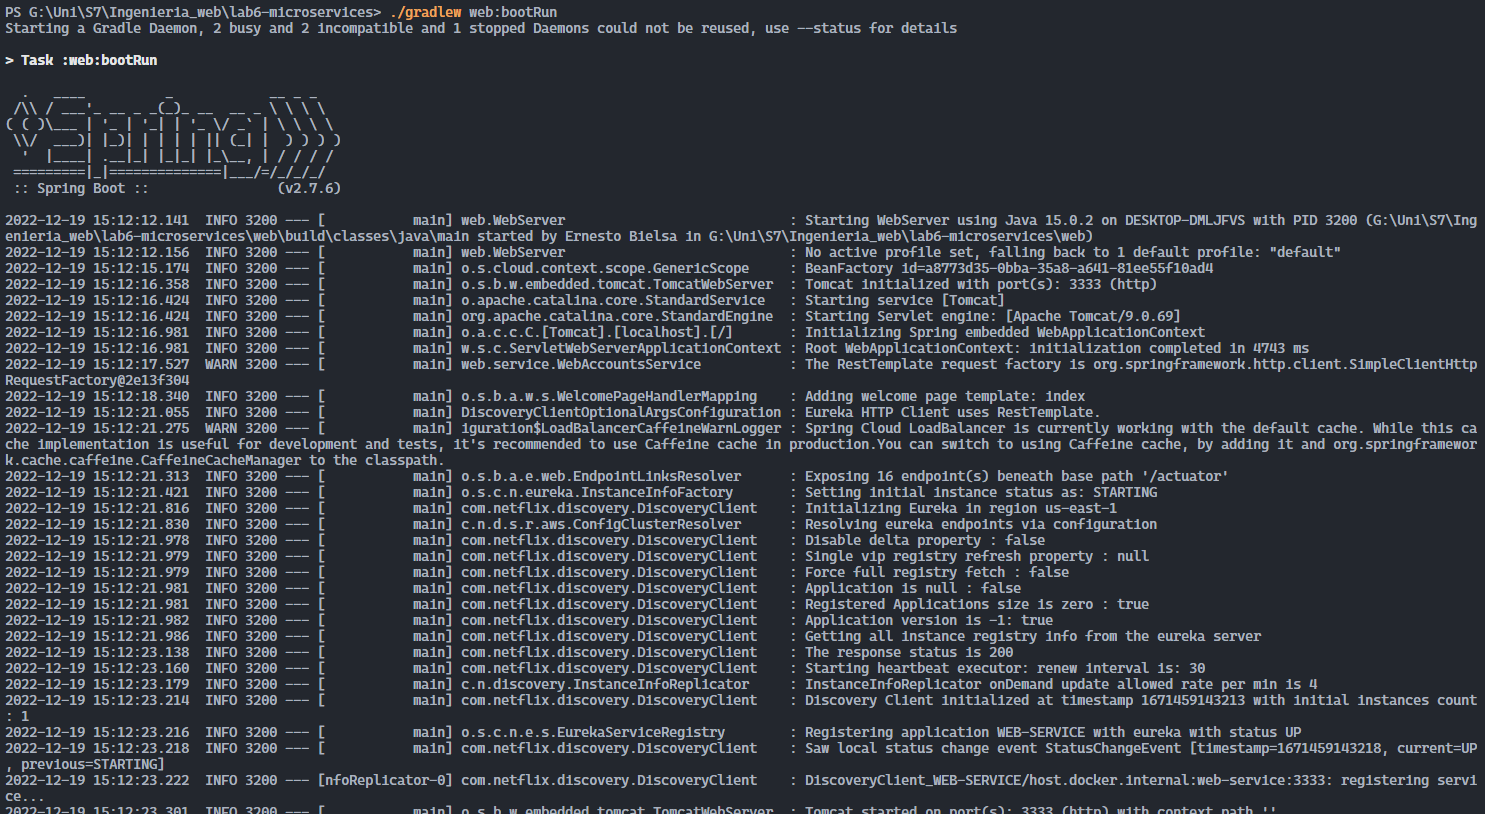 PS G:\Uni\S7\Ingenieria_web\lab6-microservices> ./gradlew web:bootRun
Starting a Gradle Daemon, 2 busy and 2 incompatible and 1 stopped Daemons could not be reused, use --status for details
> Task :web:bootRun
  .   ____          _            __ _ _
 /\\ / ___'_ __ _ _(_)_ __  __ _ \ \ \ \
( ( )\___ | '_ | '_| | '_ \/ _` | \ \ \ \
 \\/  ___)| |_)| | | | | || (_| |  ) ) ) )
  '  |____| .__|_| |_|_| |_\__, | / / / /
 =========|_|==============|___/=/_/_/_/
 :: Spring Boot ::                (v2.7.6)
2022-12-19 15:12:12.141  INFO 3200 --- [           main] web.WebServer                            : Starting WebServer using Java 15.0.2 on DESKTOP-DMLJFVS with PID 3200 (G:\Uni\S7\Ing
enieria_web\lab6-microservices\web\build\classes\java\main started by Ernesto Bielsa in G:\Uni\S7\Ingenieria_web\lab6-microservices\web)
2022-12-19 15:12:12.156  INFO 3200 --- [           main] web.WebServer                            : No active profile set, falling back to 1 default profile: "default"
2022-12-19 15:12:15.174  INFO 3200 --- [           main] o.s.cloud.context.scope.GenericScope     : BeanFactory id=a8773d35-0bba-35a8-a641-81ee55f10ad4
2022-12-19 15:12:16.358  INFO 3200 --- [           main] o.s.b.w.embedded.tomcat.TomcatWebServer  : Tomcat initialized with port(s): 3333 (http)
2022-12-19 15:12:16.424  INFO 3200 --- [           main] o.apache.catalina.core.StandardService   : Starting service [Tomcat]
2022-12-19 15:12:16.424  INFO 3200 --- [           main] org.apache.catalina.core.StandardEngine  : Starting Servlet engine: [Apache Tomcat/9.0.69]
2022-12-19 15:12:16.981  INFO 3200 --- [           main] o.a.c.c.C.[Tomcat].[localhost].[/]       : Initializing Spring embedded WebApplicationContext
2022-12-19 15:12:16.981  INFO 3200 --- [           main] w.s.c.ServletWebServerApplicationContext : Root WebApplicationContext: initialization completed in 4743 ms
2022-12-19 15:12:17.527  WARN 3200 --- [           main] web.service.WebAccountsService           : The RestTemplate request factory is org.springframework.http.client.SimpleClientHttp
RequestFactory@2e13f304
2022-12-19 15:12:18.340  INFO 3200 --- [           main] o.s.b.a.w.s.WelcomePageHandlerMapping    : Adding welcome page template: index
2022-12-19 15:12:21.055  INFO 3200 --- [           main] DiscoveryClientOptionalArgsConfiguration : Eureka HTTP Client uses RestTemplate.
2022-12-19 15:12:21.275  WARN 3200 --- [           main] iguration$LoadBalancerCaffeineWarnLogger : Spring Cloud LoadBalancer is currently working with the default cache. While this ca
che implementation is useful for development and tests, it's recommended to use Caffeine cache in production.You can switch to using Caffeine cache, by adding it and org.springframewor
k.cache.caffeine.CaffeineCacheManager to the classpath.
2022-12-19 15:12:21.313  INFO 3200 --- [           main] o.s.b.a.e.web.EndpointLinksResolver      : Exposing 16 endpoint(s) beneath base path '/actuator'
2022-12-19 15:12:21.421  INFO 3200 --- [           main] o.s.c.n.eureka.InstanceInfoFactory       : Setting initial instance status as: STARTING
2022-12-19 15:12:21.816  INFO 3200 --- [           main] com.netflix.discovery.DiscoveryClient    : Initializing Eureka in region us-east-1
2022-12-19 15:12:21.830  INFO 3200 --- [           main] c.n.d.s.r.aws.ConfigClusterResolver      : Resolving eureka endpoints via configuration
2022-12-19 15:12:21.978  INFO 3200 --- [           main] com.netflix.discovery.DiscoveryClient    : Disable delta property : false
2022-12-19 15:12:21.979  INFO 3200 --- [           main] com.netflix.discovery.DiscoveryClient    : Single vip registry refresh property : null
2022-12-19 15:12:21.979  INFO 3200 --- [           main] com.netflix.discovery.DiscoveryClient    : Force full registry fetch : false
2022-12-19 15:12:21.981  INFO 3200 --- [           main] com.netflix.discovery.DiscoveryClient    : Application is null : false
2022-12-19 15:12:21.981  INFO 3200 --- [           main] com.netflix.discovery.DiscoveryClient    : Registered Applications size is zero : true
2022-12-19 15:12:21.982  INFO 3200 --- [           main] com.netflix.discovery.DiscoveryClient    : Application version is -1: true
2022-12-19 15:12:21.986  INFO 3200 --- [           main] com.netflix.discovery.DiscoveryClient    : Getting all instance registry info from the eureka server
2022-12-19 15:12:23.138  INFO 3200 --- [           main] com.netflix.discovery.DiscoveryClient    : The response status is 200
2022-12-19 15:12:23.160  INFO 3200 --- [           main] com.netflix.discovery.DiscoveryClient    : Starting heartbeat executor: renew interval is: 30
2022-12-19 15:12:23.179  INFO 3200 --- [           main] c.n.discovery.InstanceInfoReplicator     : InstanceInfoReplicator onDemand update allowed rate per min is 4
2022-12-19 15:12:23.214  INFO 3200 --- [           main] com.netflix.discovery.DiscoveryClient    : Discovery Client initialized at timestamp 1671459143213 with initial instances count
: 1
2022-12-19 15:12:23.216  INFO 3200 --- [           main] o.s.c.n.e.s.EurekaServiceRegistry        : Registering application WEB-SERVICE with eureka with status UP
2022-12-19 15:12:23.218  INFO 3200 --- [           main] com.netflix.discovery.DiscoveryClient    : Saw local status change event StatusChangeEvent [timestamp=1671459143218, current=UP
, previous=STARTING]
2022-12-19 15:12:23.222  INFO 3200 --- [nfoReplicator-0] com.netflix.discovery.DiscoveryClient    : DiscoveryClient_WEB-SERVICE/host.docker.internal:web-service:3333: registering servi
ce...
2022-12-19 15:12:23.301  INFO 3200 --- [           main] o.s.b.w.embedded.tomcat.TomcatWebServer  : Tomcat started on port(s): 3333 (http) with context path ''